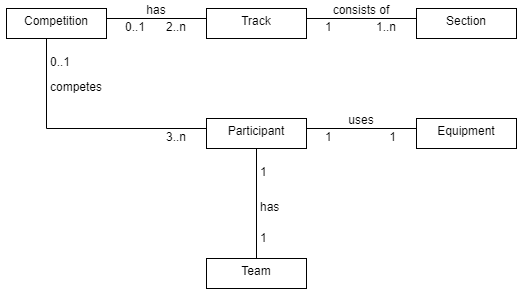 has
consists of
Competition
Track
Section
0..1
2..n
1
1..n
0..1
competes
uses
Participant
Equipment
3..n
1
1
1
has
1
Team